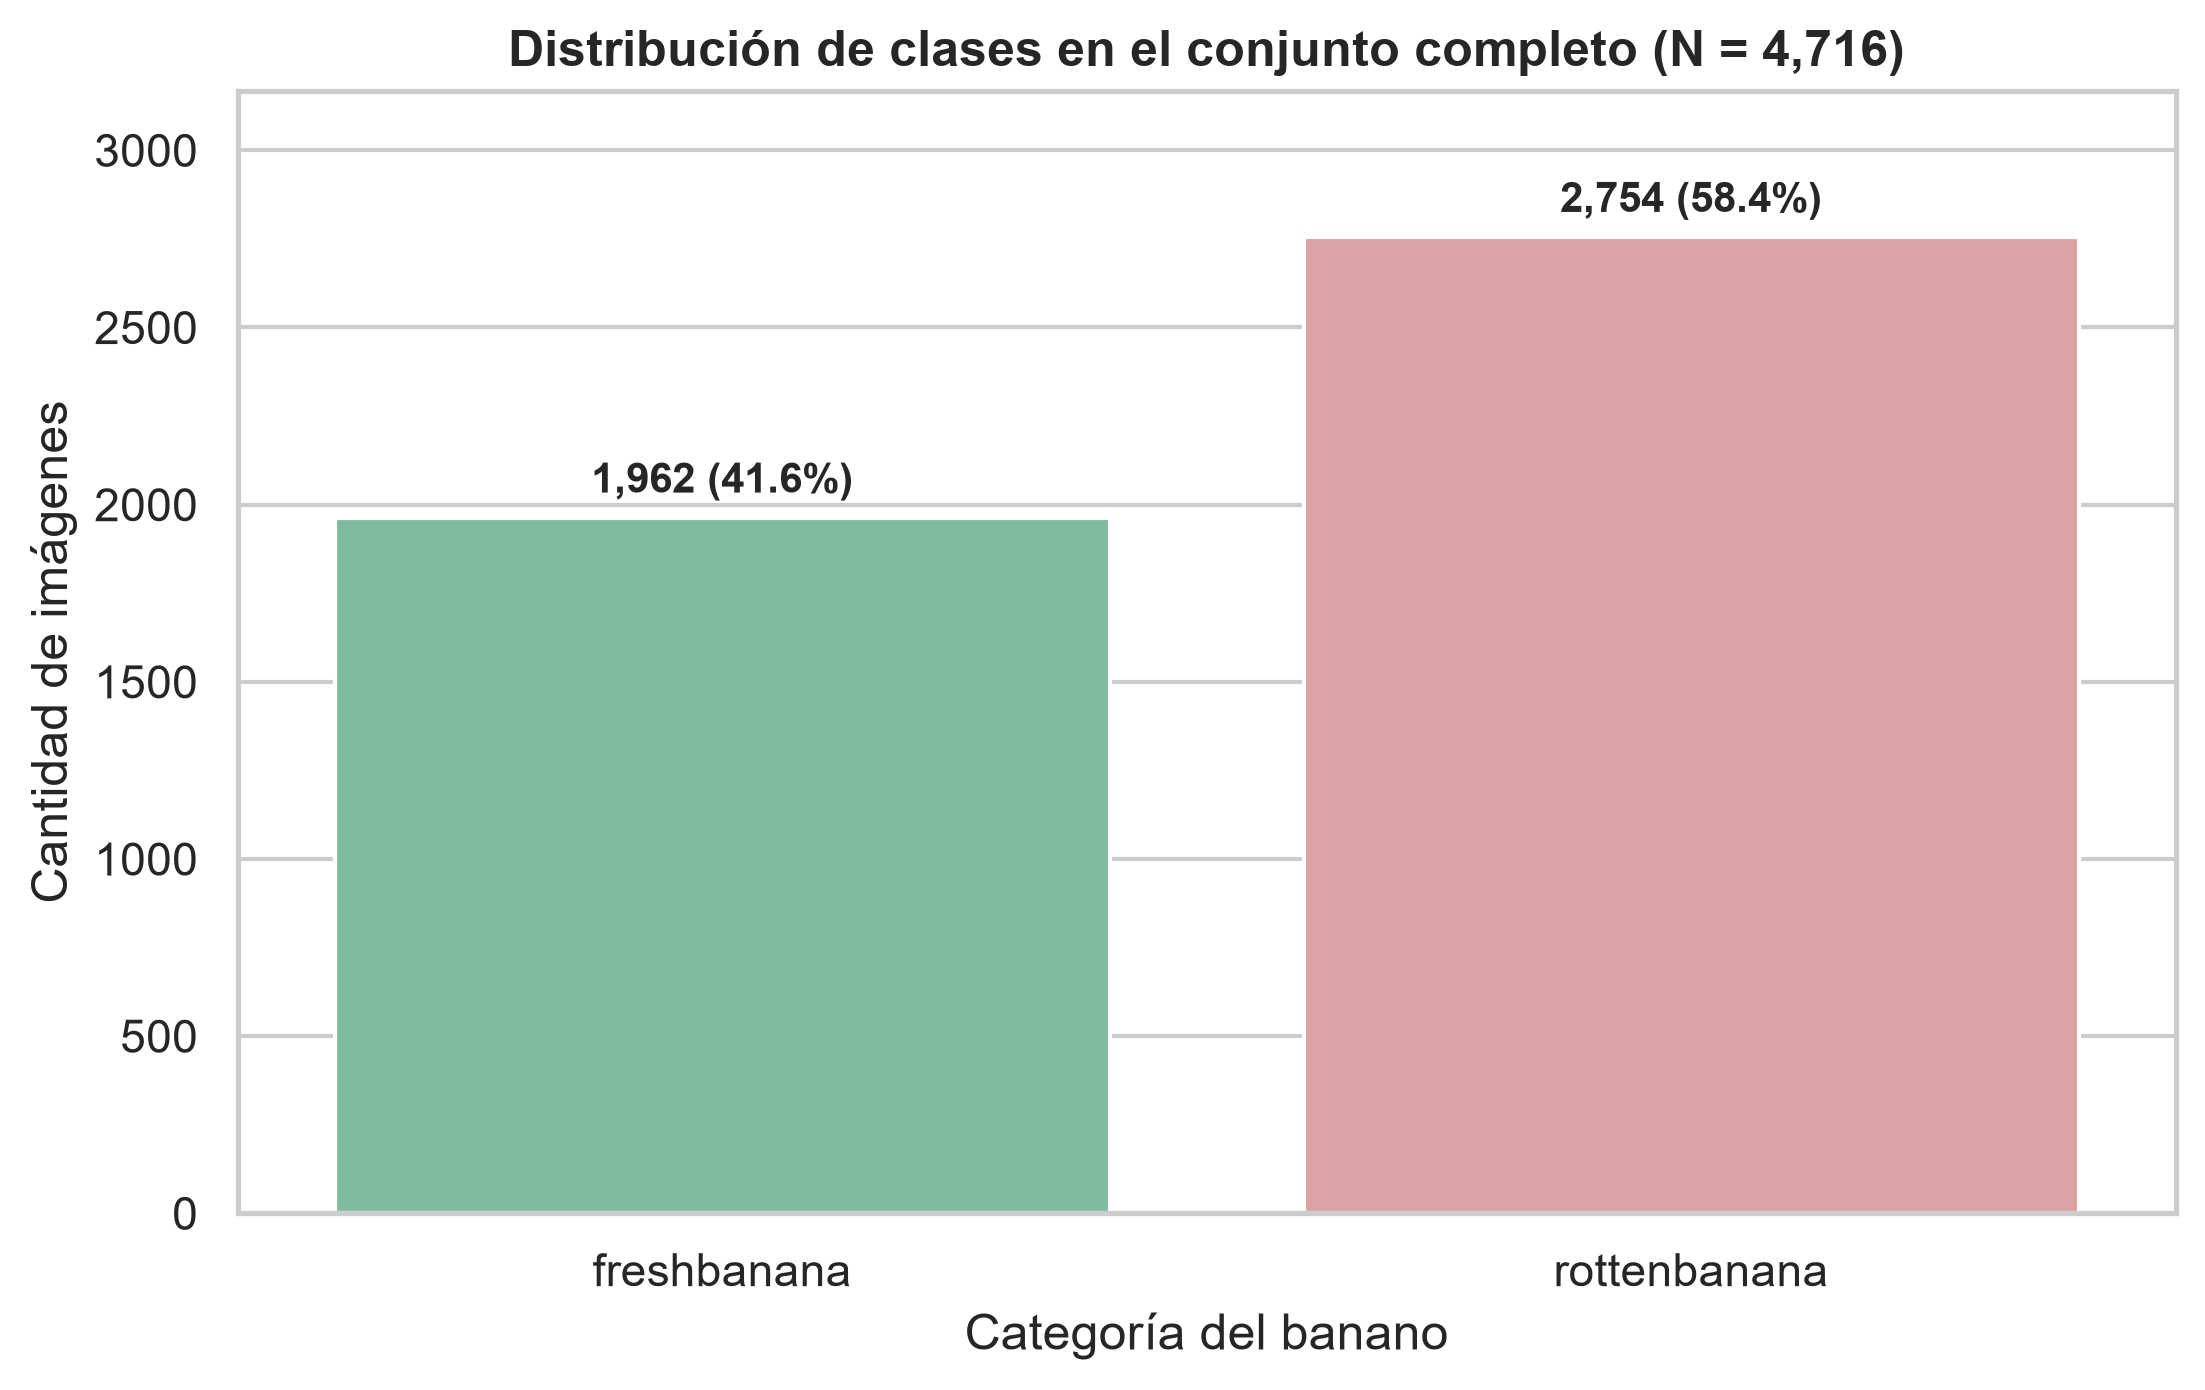 Distribución de clases en el conjunto completo (N = 4,716)
Cantidad de imágenes
3000
2500
2000
1500
1000
500
0
1,962 (41.6%)
2,754 (58.4%)
freshbanana
rottenbanana
Categoría del banano